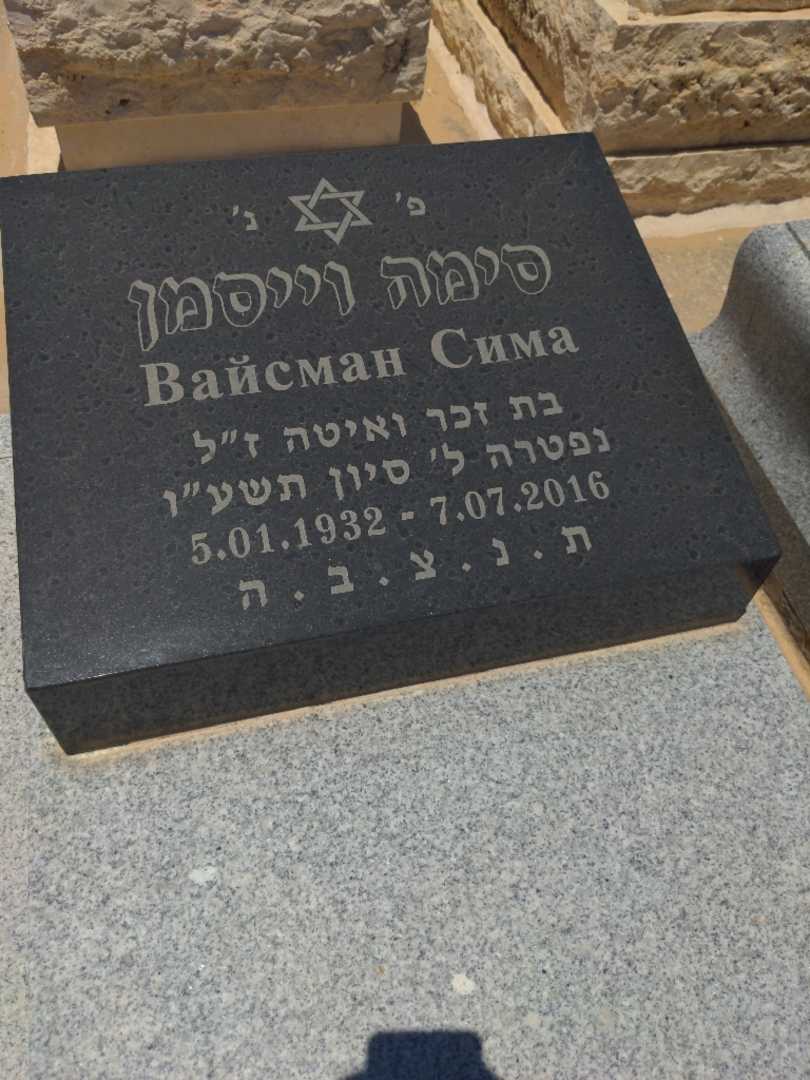 פ' נ'
סימה וייסמן
Вайсман Сима
בת זכר ואיטה ז״ל
נפטרה ל' סיון תשע״ו
5.01.1932 - 7.07.2016
ת . נ . צ . ב . ה